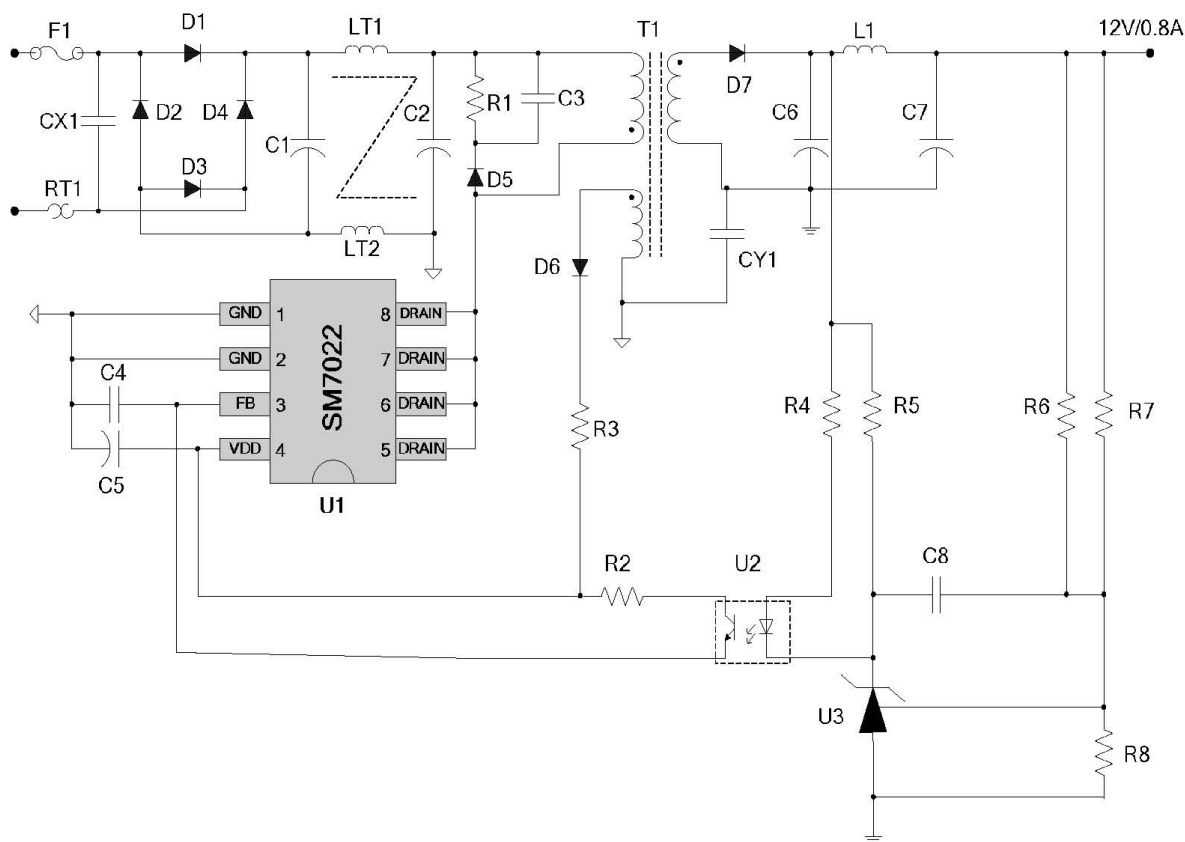 F1
D1
LT1
T1
L1
12V/0.8A
D7
CX1
D2
D4
C1
C2
R1
C3
C6
C7
D3
RT1
D5
LT2
D6
CY1
GND 1
8 DRAIN
GND 2
7 DRAIN
C4
FB 3
6 DRAIN
VDD 4
5 DRAIN
SM7022
C5
U1
R3
R4
R5
R6
R7
R2
U2
C8
U3
R8